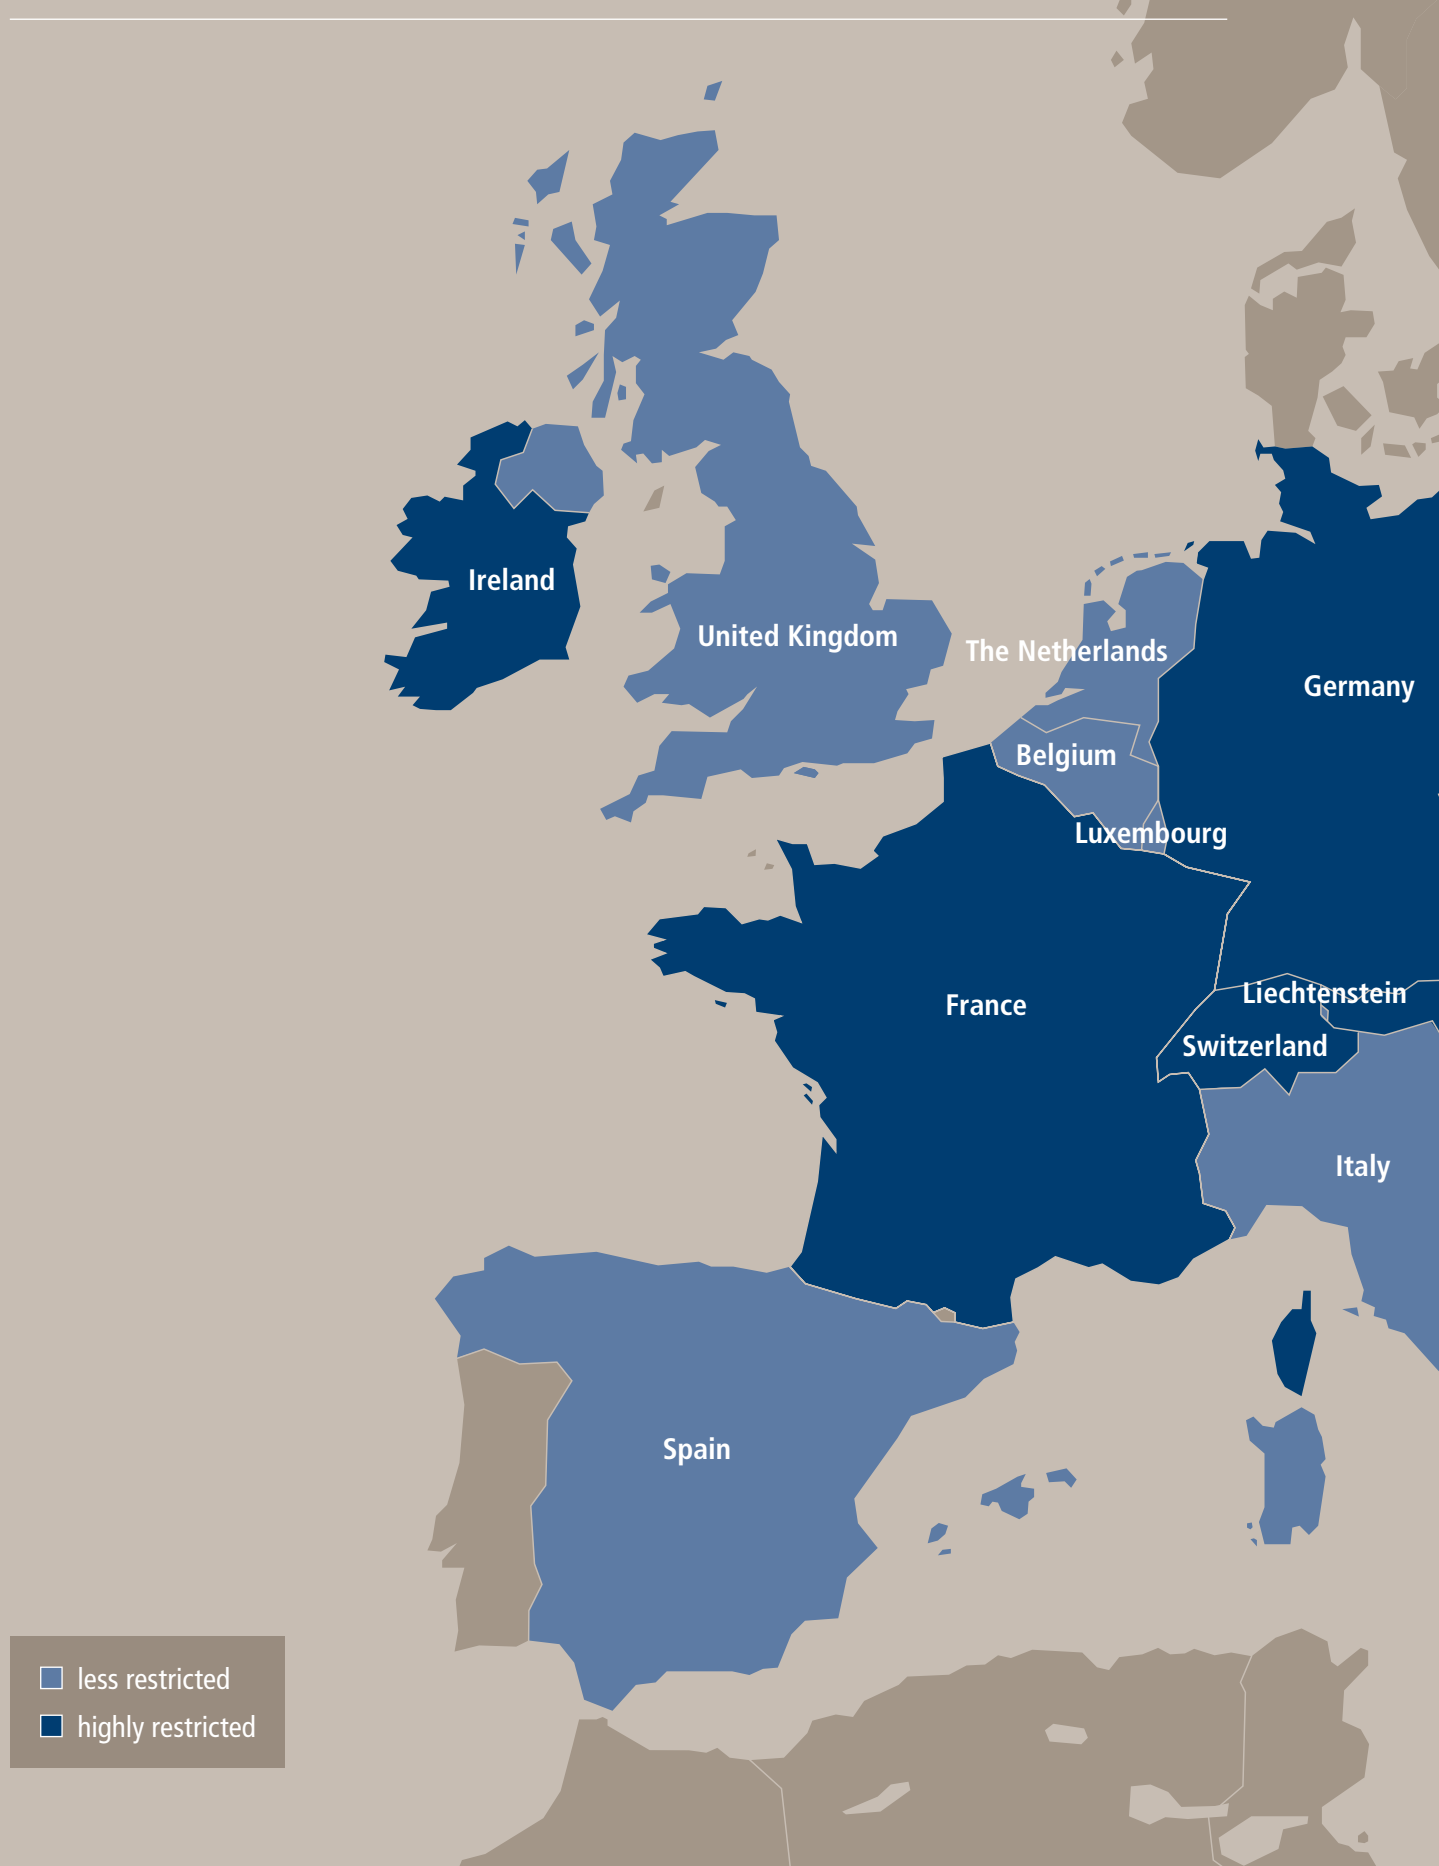 Ireland
United Kingdom
The Netherlands
Germany
Belgium
Luxembourg
Liechtenstein
France
Switzerland
Italy
Spain
less restricted
highly restricted